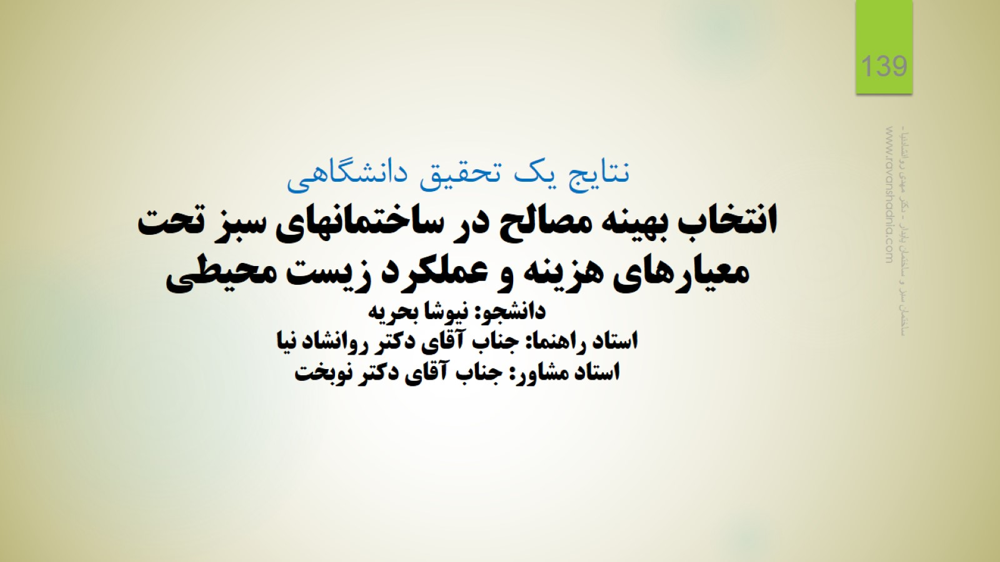 139
نتایج یک تحقیق دانشگاهی
انتخاب بهینه مصالح در ساختمانهای سبز تحت
معیارهای هزینه و عملکرد زیست محیطی
دانشجو: نیوشا بحریه
استاد راهنما: جناب آقای دکتر روانشاد نیا
استاد مشاور: جناب آقای دکتر نوبخت
ساختمان سبز و ساختمان پایدار - دکتر مهدی روانشادنیا -
www.ravanshadnia.com